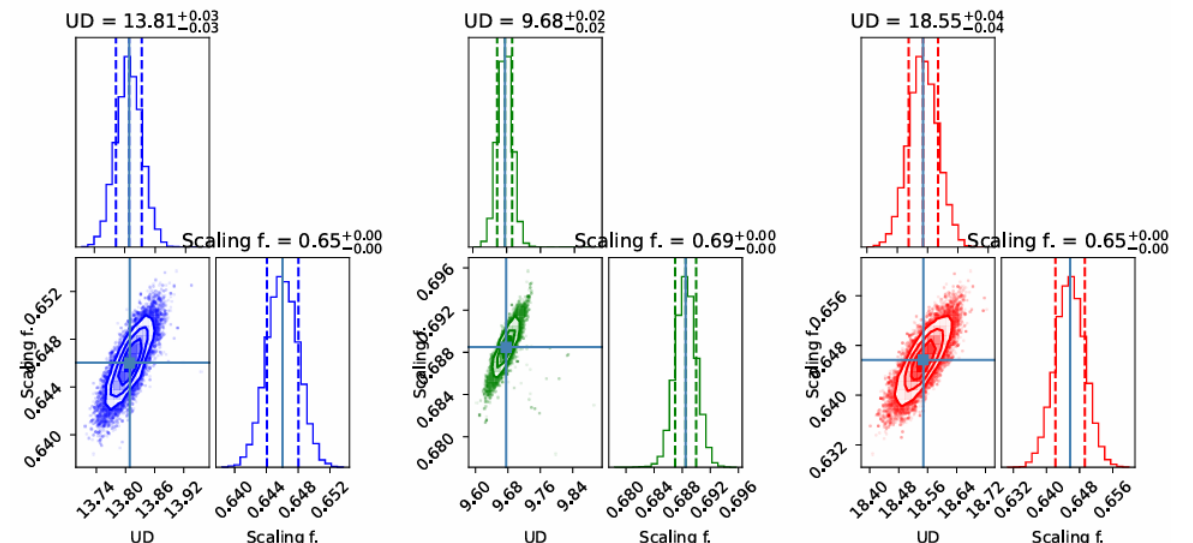 UD = 13.81+0.03−0.03
UD = 9.68+0.02−0.02
UD = 18.55+0.04−0.04
Scaling f. = 0.65+0.00−0.00
Scaling f. = 0.69+0.00−0.00
Scaling f. = 0.65+0.00−0.00
Scaling f.
0.652
0.648
0.644
0.640
Scaling f.
0.696
0.692
0.688
0.684
0.680
Scaling f.
0.656
0.648
0.640
0.632
13.74 13.80 13.86 13.92
0.640 0.644 0.648 0.652
9.60 9.68 9.76 9.84
0.680 0.684 0.688 0.692 0.696
18.40 18.48 18.56 18.64 18.72
0.632 0.640 0.648 0.656
UD Scaling f. UD Scaling f. UD Scaling f.